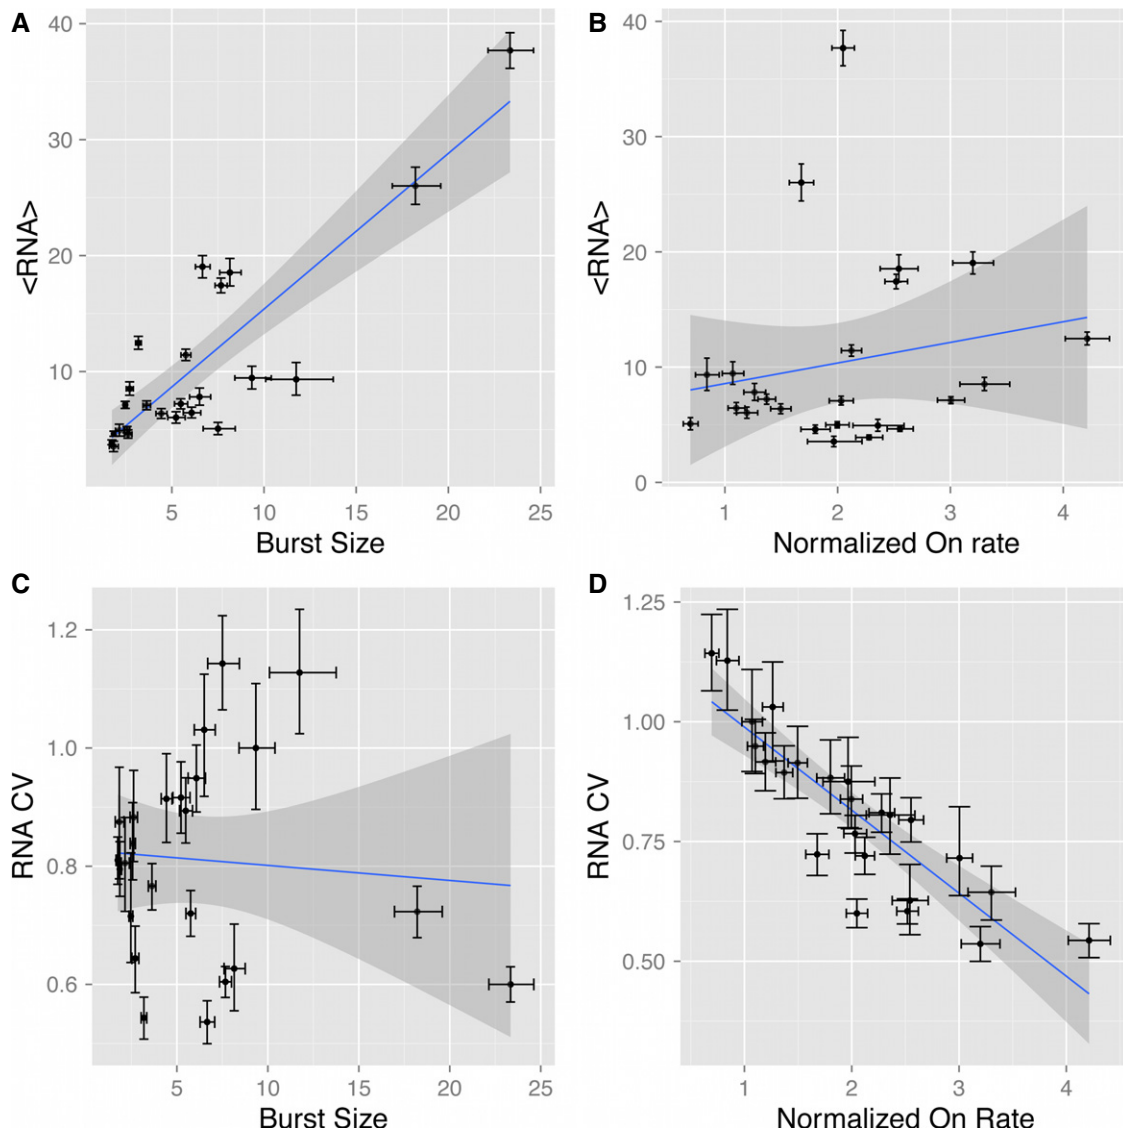 A
40
30
20
10
<RNA>
5
10
15
20
25
Burst Size
B
40
30
20
10
0
<RNA>
1
2
3
4
Normalized On rate
C
1.2
1.0
0.8
0.6
RNA CV
5
10
15
20
25
Burst Size
D
1.25
1.00
0.75
0.50
RNA CV
1
2
3
4
Normalized On Rate